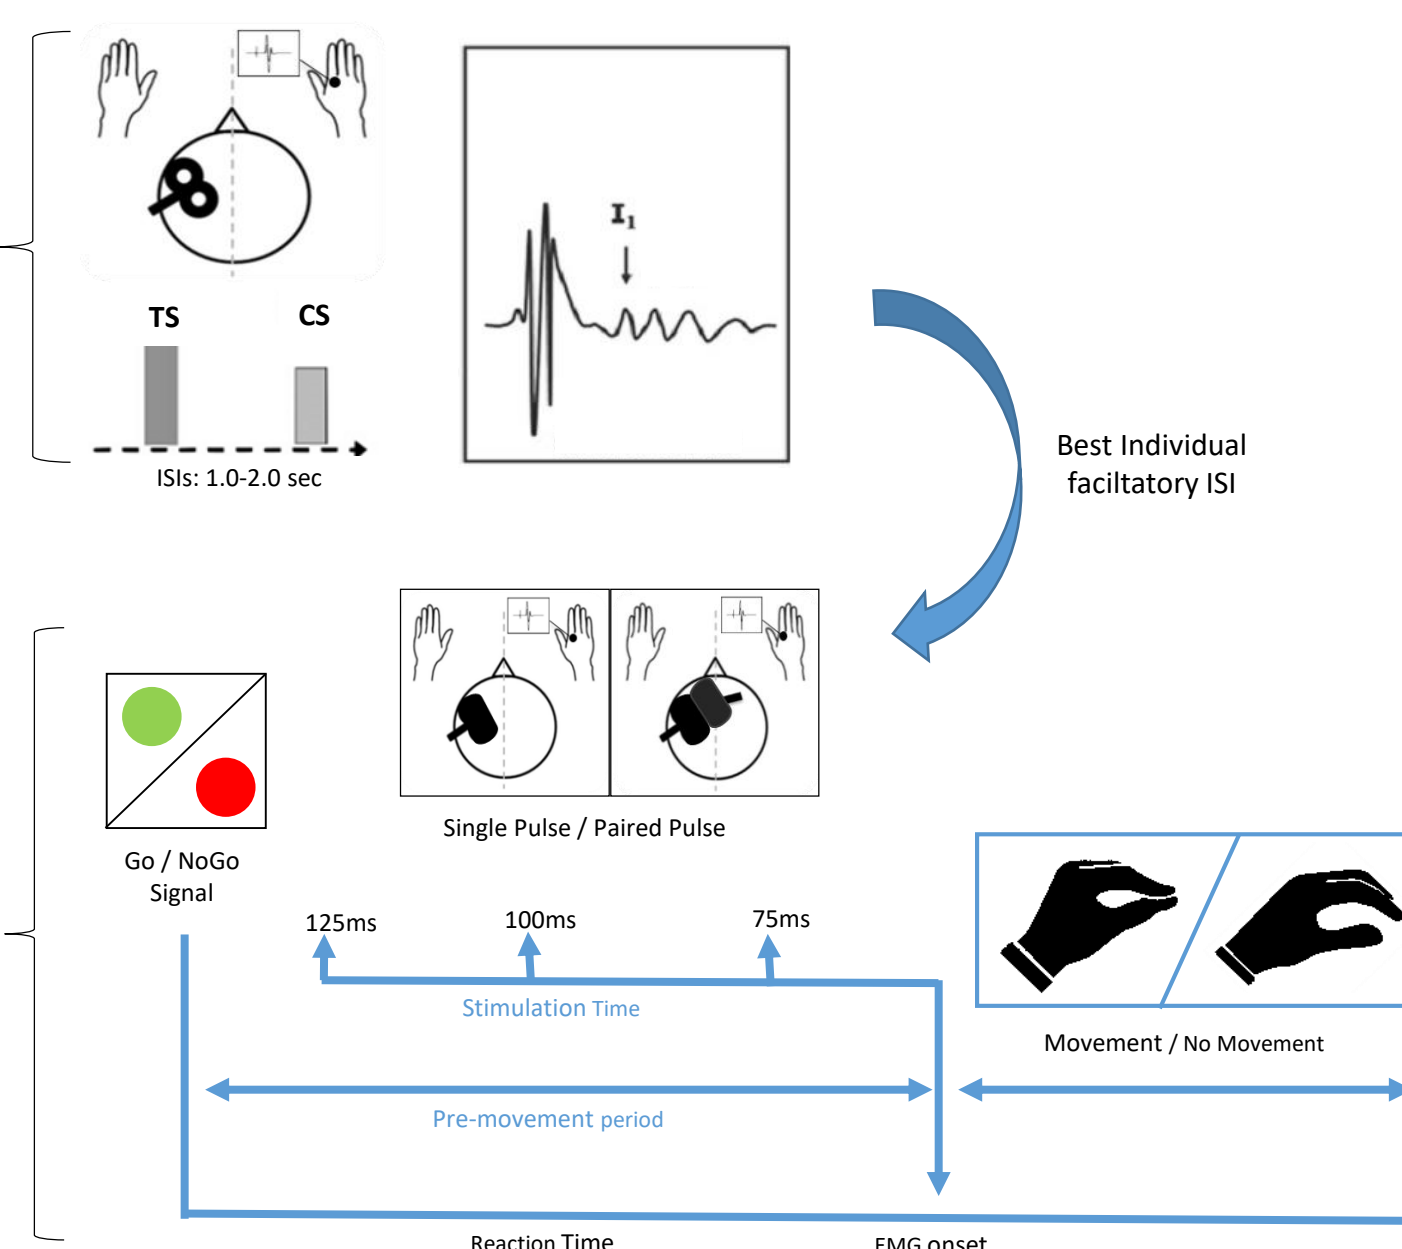 I1
TS
CS
ISIs: 1.0-2.0 sec
Best Individual
faciltatory ISI
Single Pulse / Paired Pulse
Go / NoGo
Signal
125ms
100ms
75ms
Stimulation Time
Movement / No Movement
Pre-movement period
Reaction Time
EMG onset